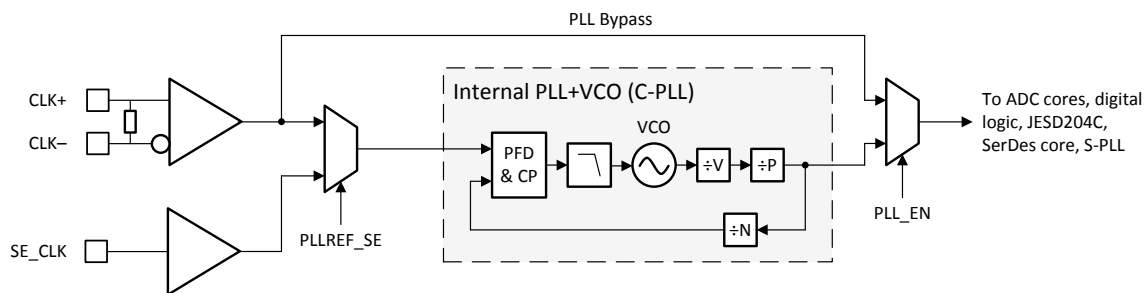 PLL Bypass
CLK+
CLK–
SE_CLK
PLLREF_SE
Internal PLL+VCO (C-PLL)
VCO
PFD
& CP
÷V
÷P
÷N
PLL_EN
To ADC cores, digital
logic, JESD204C,
SerDes core, S-PLL